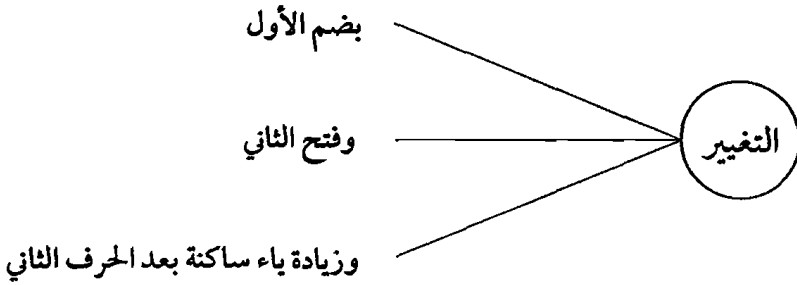 بضم الأول
التغيير
وفتح الثاني
وزيادة ياء ساكنة بعد الحرف الثاني